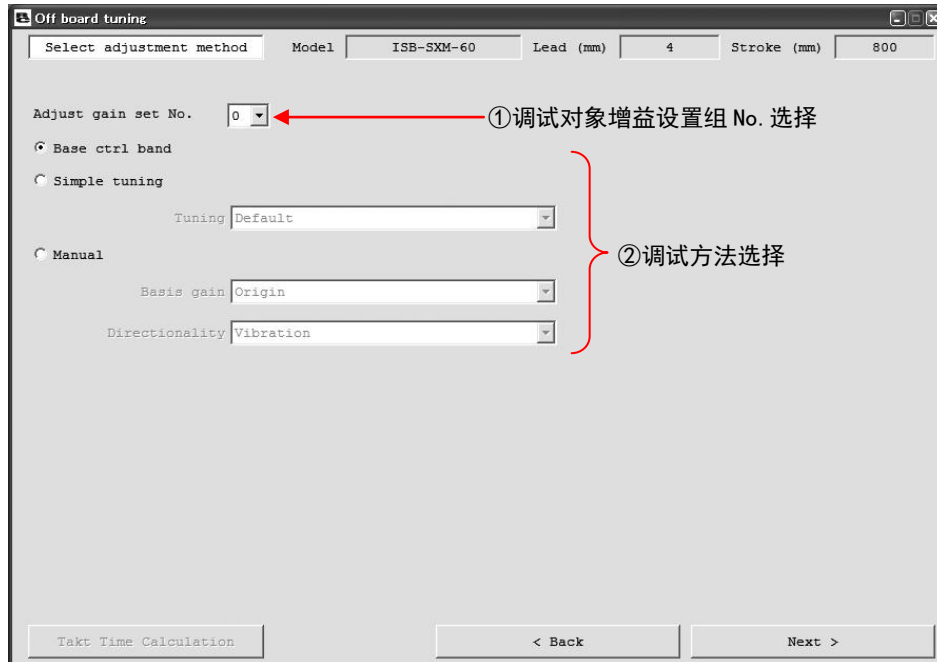 Off board tuning
Select adjustment method Model ISB-SXM-60 Lead (mm) 4 Stroke (mm) 800
Adjust gain set No. 0 ①调试对象增益设置组 No. 选择
Base ctrl band
Simple tuning
Tuning Default
Manual
②调试方法选择
Basis gain Origin
Directionality Vibration
Takt Time Calculation < Back Next >